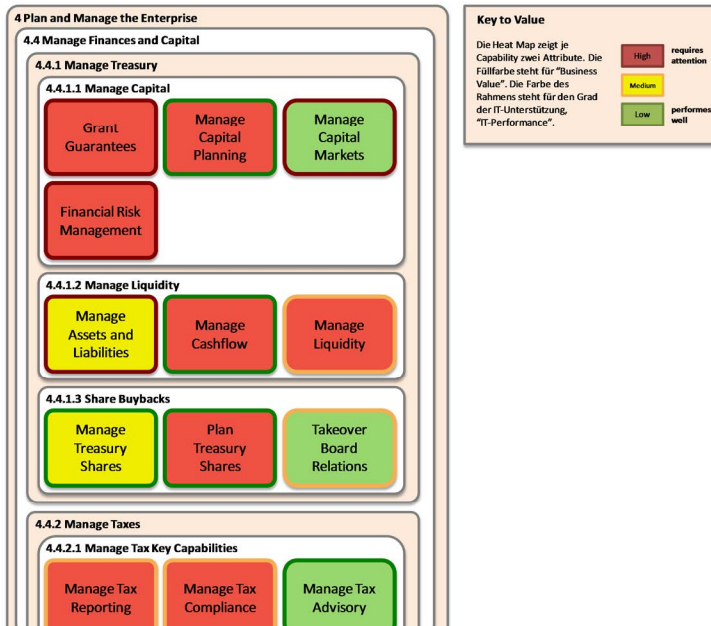 4 Plan and Manage the Enterprise
4.4 Manage Finances and Capital
4.4.1 Manage Treasury
4.4.1.1 Manage Capital
Grant
Guarantees
Manage
Capital
Planning
Manage
Capital
Markets
Financial Risk
Management
4.4.1.2 Manage Liquidity
Manage
Assets and
Liabilities
Manage
Cashflow
Manage
Liquidity
4.4.1.3 Share Buybacks
Manage
Treasury
Shares
Plan
Treasury
Shares
Takeover
Board
Relations
4.4.2 Manage Taxes
4.4.2.1 Manage Tax Key Capabilities
Manage Tax
Reporting
Manage Tax
Compliance
Manage Tax
Advisory
Key to Value
Die Heat Map zeigt je
Capability zwei Attribute. Die
Füllfarbe steht für "Business
Value". Die Farbe des
Rahmens steht für den Grad
der IT-Unterstützung,
"IT-Performance".
High
requires
attention
Medium
Low
performes
well